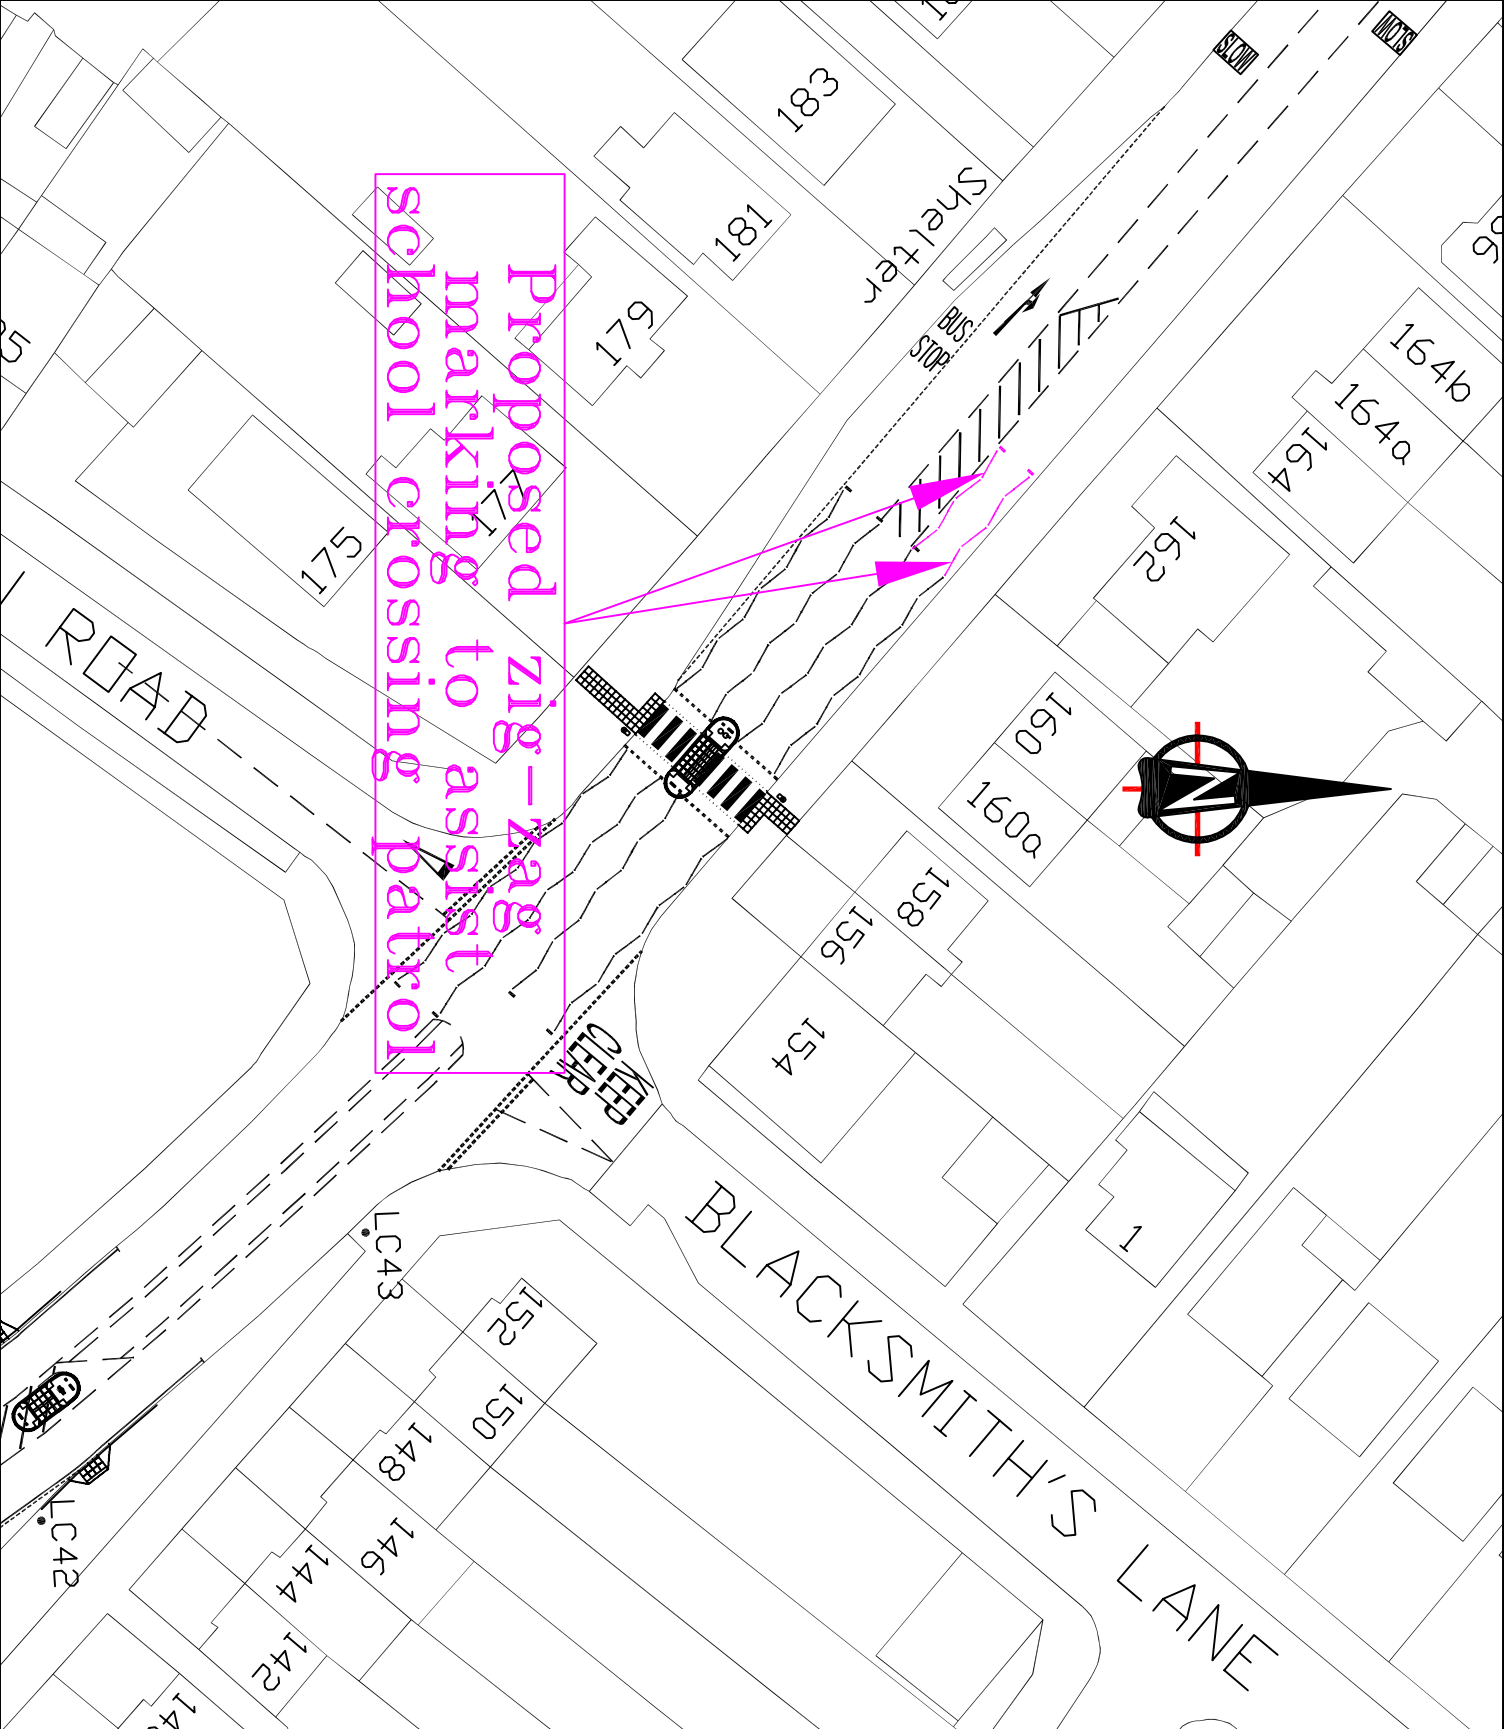 Proposed zig-zag
marking to assist
school crossing patrol
183
181
179
177
175
Shelter
BUS
STOP
SLOW
SLOW
164b
164a
164
162
160
160a
158
156
154
1
ROAD
KEEP
CLEAR
BLACKSMITH'S LANE
LC43
LC42
152
150
148
146
144
142
N